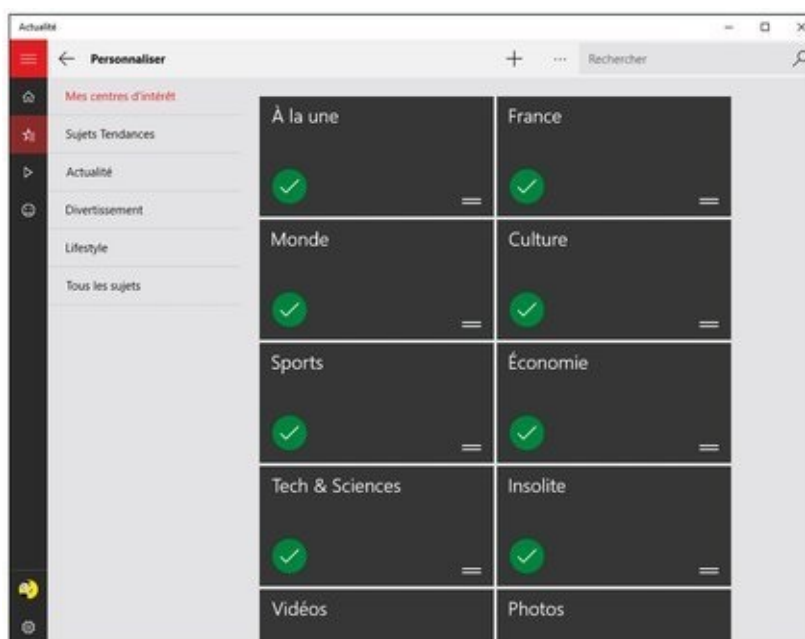 Actualité
Personnaliser
Rechercher
Mes centres d'intérêt
Sujets Tendances
Actualité
Divertissement
Lifestyle
Tous les sujets
À la une
France
Monde
Culture
Sports
Économie
Tech & Sciences
Insolite
Vidéos
Photos